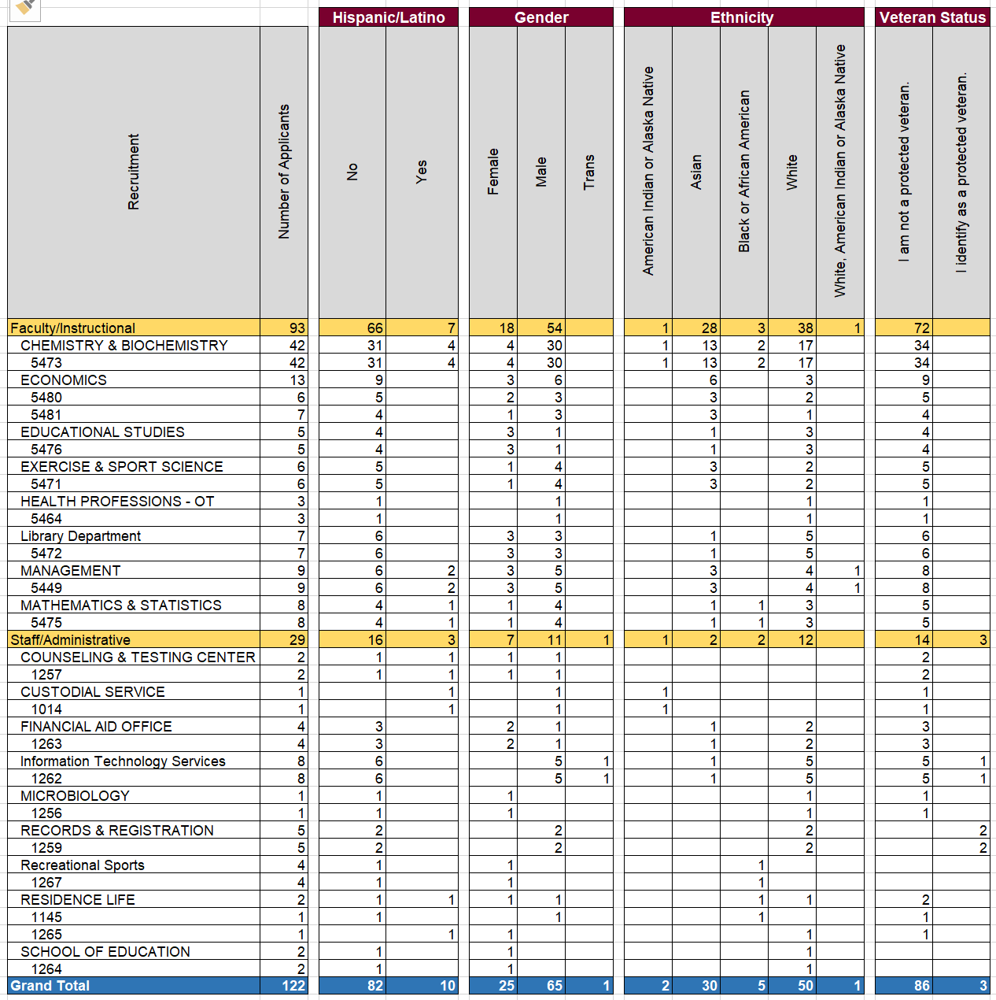 Hispanic/Latino Gender Ethnicity Veteran Status
Recruitment Number of Applicants No Yes Female Male Trans American Indian or Alaska Native Asian Black or African American White White, American Indian or Alaska Native I am not a protected veteran. I identify as a protected veteran.
Faculty/Instructional 93 66 7 18 54 1 28 3 38 1 72
CHEMISTRY & BIOCHEMISTRY 42 31 4 4 30 1 13 2 17 34
5473 42 31 4 4 30 1 13 2 17 34
ECONOMICS 13 9 3 6 6 3 9
5480 6 5 2 3 3 2 5
5481 7 4 1 3 3 1 4
EDUCATIONAL STUDIES 5 4 3 1 1 3 4
5476 5 4 3 1 1 3 4
EXERCISE & SPORT SCIENCE 6 5 1 4 3 2 5
5471 6 5 1 4 3 2 5
HEALTH PROFESSIONS - OT 3 1 1 1 1
5464 3 1 1 1 1
Library Department 7 6 3 3 1 5 6
5472 7 6 3 3 1 5 6
MANAGEMENT 9 6 2 3 5 3 4 1 8
5449 9 6 2 3 5 3 4 1 8
MATHEMATICS & STATISTICS 8 4 1 1 4 1 1 3 5
5475 8 4 1 1 4 1 1 3 5
Staff/Administrative 29 16 3 7 11 1 1 2 2 12 14 3
COUNSELING & TESTING CENTER 2 1 1 1 1 2
1257 2 1 1 1 1 2
CUSTODIAL SERVICE 1 1 1 1 1
1014 1 1 1 1 1
FINANCIAL AID OFFICE 4 3 2 1 1 2 3
1263 4 3 2 1 1 2 3
Information Technology Services 8 6 5 1 1 5 5 1
1262 8 6 5 1 1 5 5 1
MICROBIOLOGY 1 1 1 1 1
1256 1 1 1 1 1
RECORDS & REGISTRATION 5 2 2 2 2
1259 5 2 2 2 2
Recreational Sports 4 1 1 1
1267 4 1 1 1
RESIDENCE LIFE 2 1 1 1 1 1 1 2
1145 1 1 1 1 1
1265 1 1 1 1 1
SCHOOL OF EDUCATION 2 1 1 1
1264 2 1 1 1
Grand Total 122 82 10 25 65 1 2 30 5 50 1 86 3